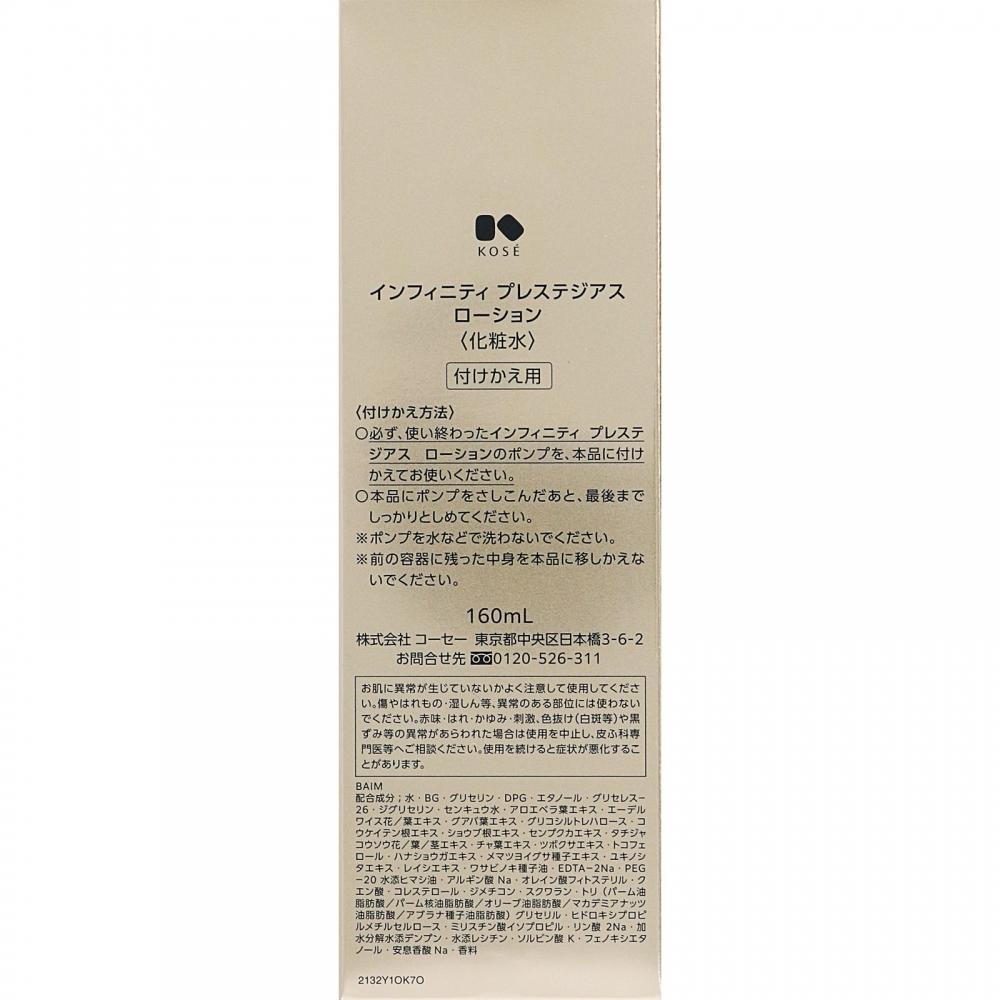 KOSÉ
インフィニティ プレステジアス
ローション
〈化粧水〉
付けかえ用
〈付けかえ方法〉
○必ず、使い終わったインフィニティ プレステ
ジアス ローションのポンプを、本品に付け
かえてお使いください。
○本品にポンプをさしこんだあと、最後まで
しっかりとしめてください。
※ポンプを水などで洗わないでください。
※前の容器に残った中身を本品に移しかえな
いでください。
160mL
株式会社 コーセー 東京都中央区日本橋3-6-2
お問合せ先 0120-526-311
お肌に異常が生じていないかよく注意して使用してくださ
い。傷やはれもの・湿しん等、異常のある部位には使わない
でください。赤味・はれ・かゆみ・刺激、色抜け(白斑等)や黒
ずみ等の異常があらわれた場合は使用を中止し、皮ふ科専
門医等へご相談ください。使用を続けると症状が悪化するこ
とがあります。
BAIM
配合成分;水・BG・グリセリン・DPG・エタノール・グリセレス-
26・ジグリセリン・センキュウ水・アロエベラ葉エキス・エーデル
ワイス花/葉エキス・グアバ葉エキス・グリコシルトレハロース・コ
ウケイテン根エキス・ショウブ根エキス・センプクカエキス・タチジャ
コウソウ花/葉/茎エキス・チャ葉エキス・ツボクサエキス・トコフェ
ロール・ハナショウガエキス・メマツヨイグサ種子エキス・ユキノシ
タエキス・レイシエキス・ワサビノキ種子油・EDTA-2Na・PEG
-20 水添ヒマシ油・アルギン酸 Na・オレイン酸フィトステリル・ク
エン酸・コレステロール・ジメチコン・スクワラン・トリ(パーム油
脂肪酸/パーム核油脂肪酸/オリーブ油脂肪酸/マカデミアナッツ
油脂肪酸/アブラナ種子油脂肪酸)グリセリル・ヒドロキシプロピ
ルメチルセルロース・ミリスチン酸イソプロピル・リン酸 2Na・加
水分解水添デンプン・水添レシチン・ソルビン酸 K・フェノキシエタ
ノール・安息香酸Na・香料
2132Y1OK7O